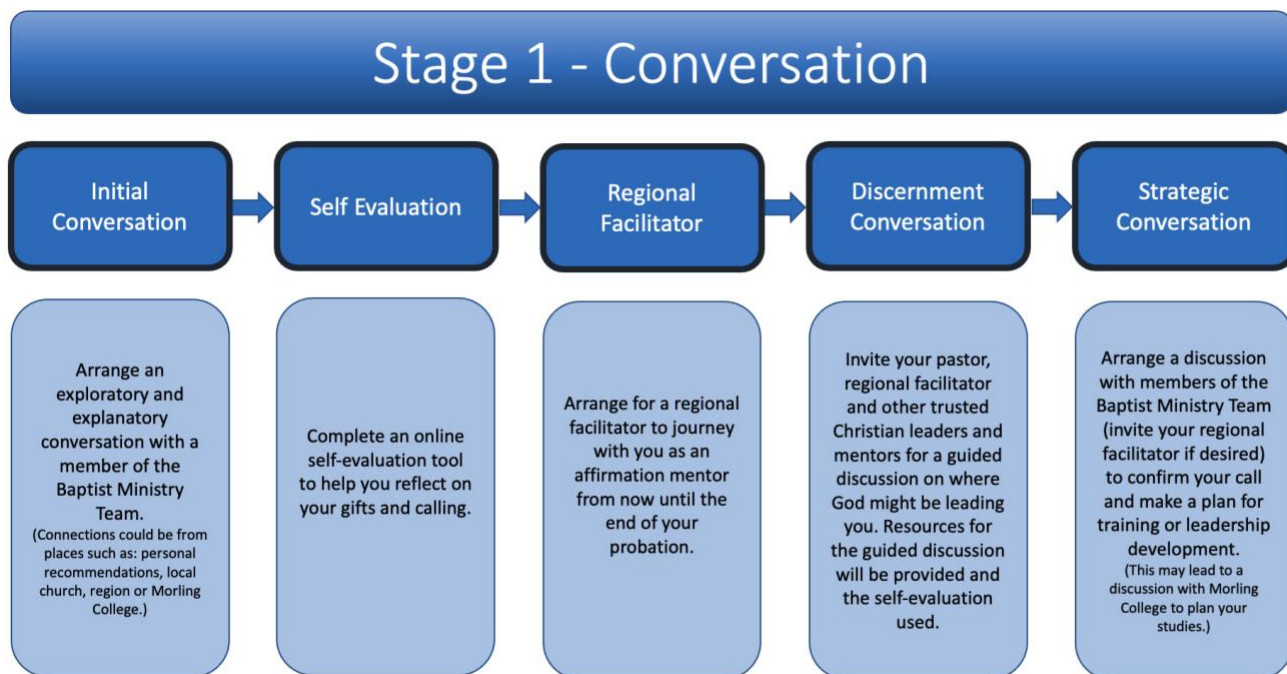 Stage 1 - Conversation
Initial
Conversation
Self Evaluation
Regional
Facilitator
Discernment
Conversation
Strategic
Conversation
Arrange an
exploratory and
explanatory
conversation with a
member of the
Baptist Ministry
Team.
(Connections could be from
places such as: personal
recommendations, local
church, region or Morling
College.)
Complete an online
self-evaluation tool
to help you reflect on
your gifts and calling.
Arrange for a regional
facilitator to journey
with you as an
affirmation mentor
from now until the
end of your
probation.
Invite your pastor,
regional facilitator
and other trusted
Christian leaders and
mentors for a guided
discussion on where
God might be leading
you. Resources for
the guided discussion
will be provided and
the self-evaluation
used.
Arrange a discussion
with members of the
Baptist Ministry Team
(invite your regional
facilitator if desired)
to confirm your call
and make a plan for
training or leadership
development.
(This may lead to a
discussion with Morling
College to plan your
studies.)